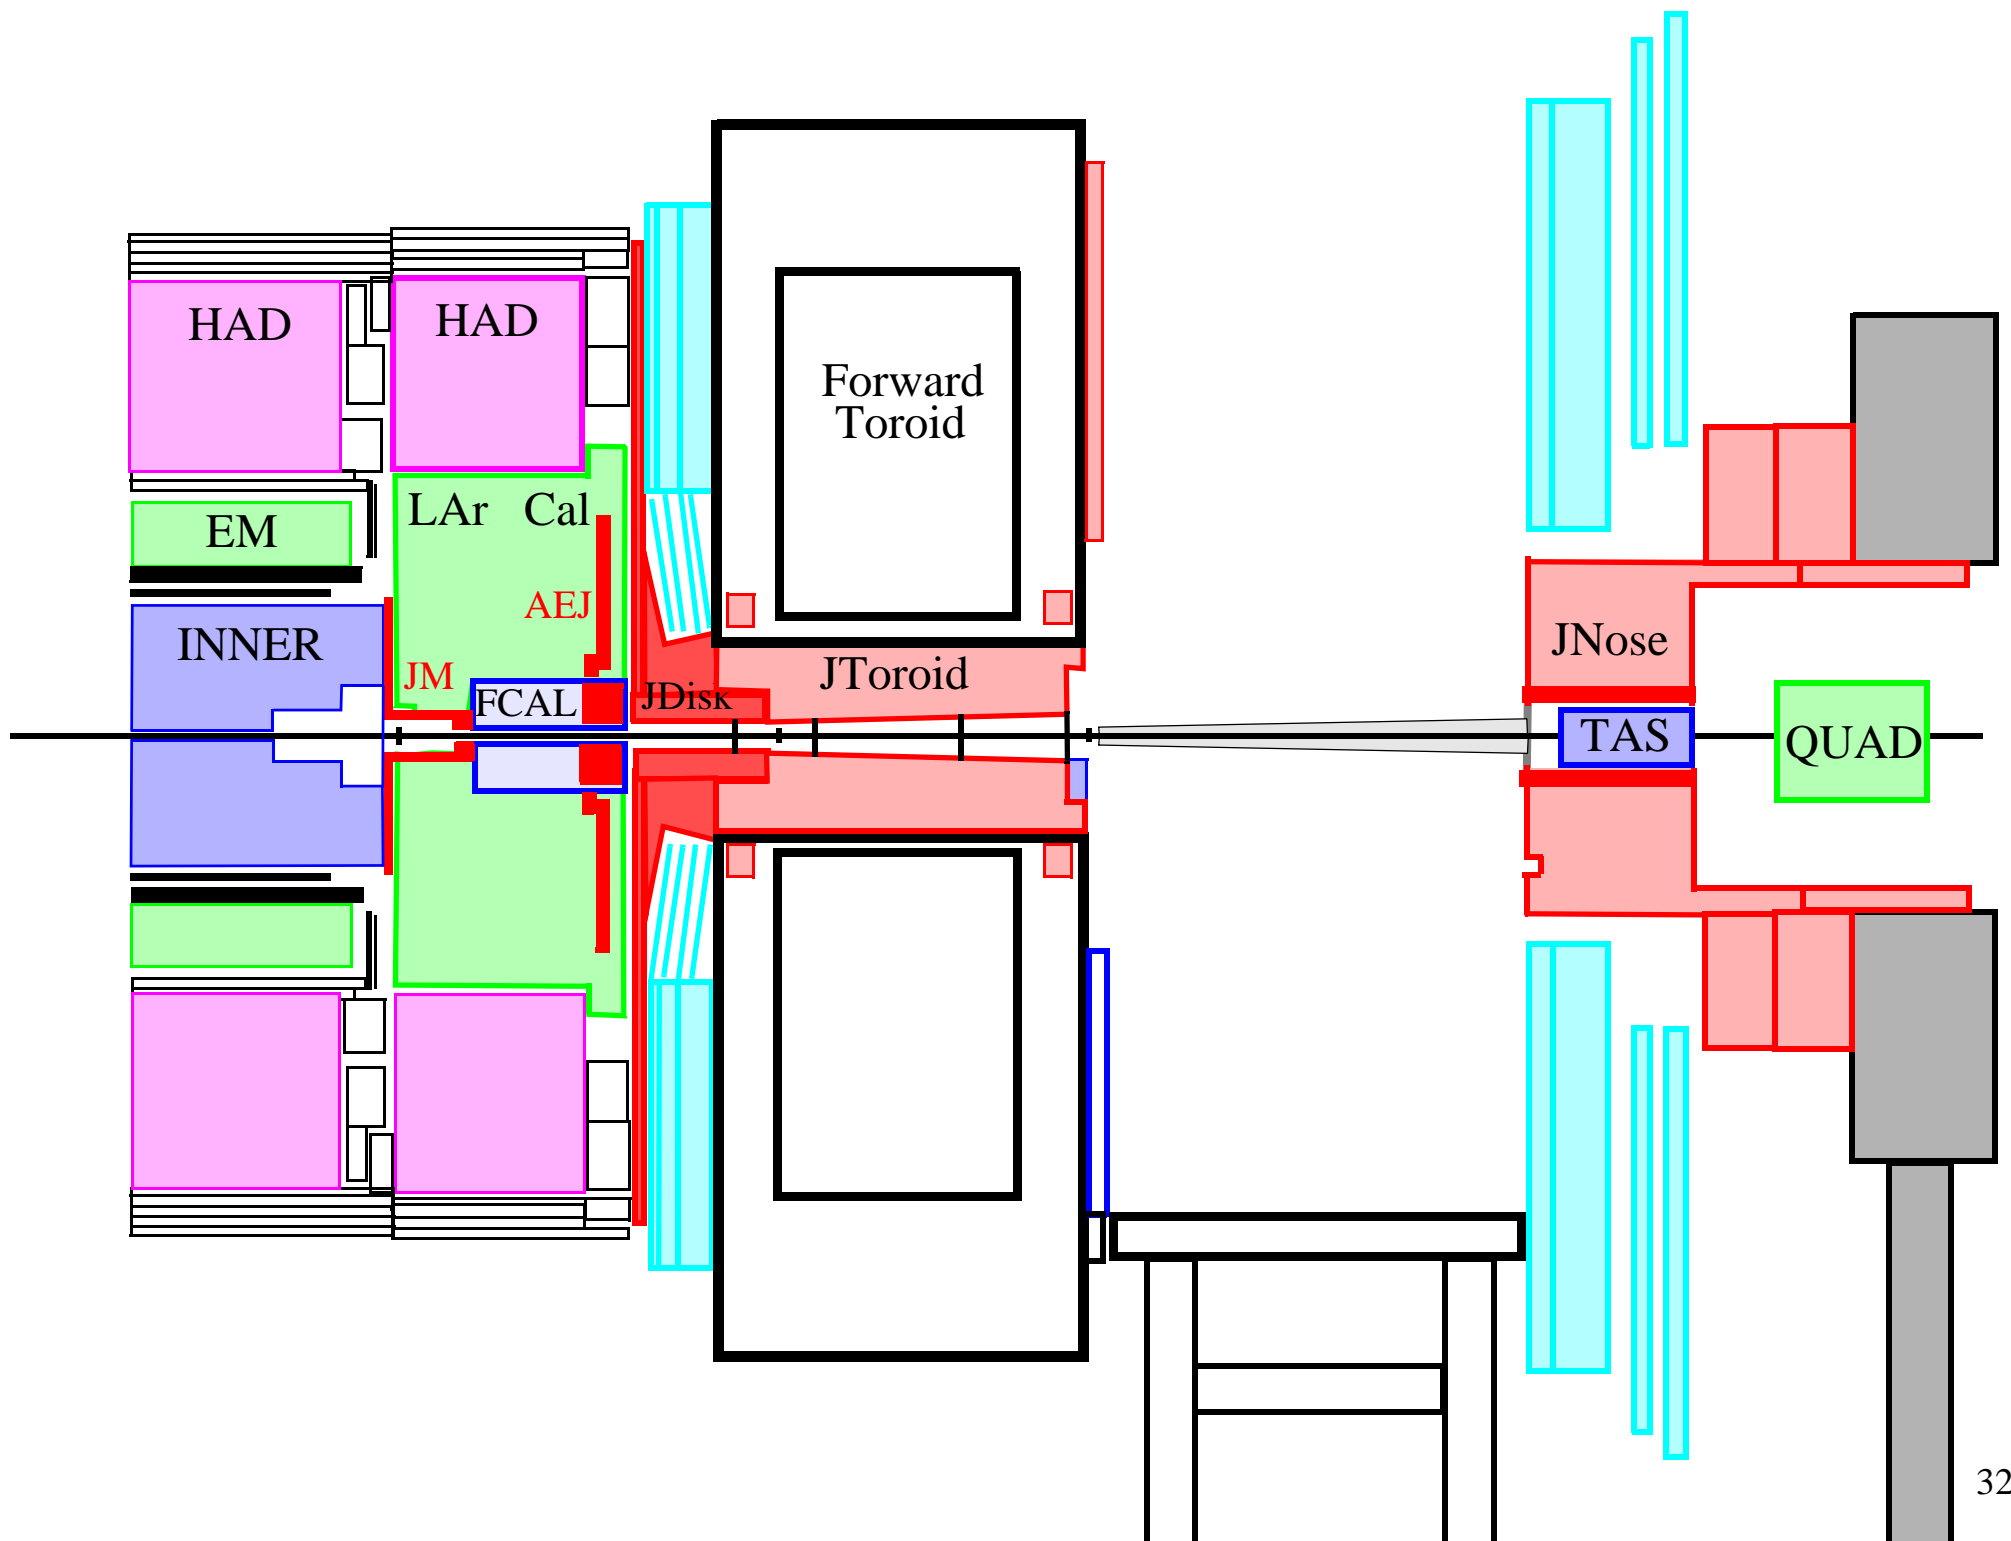 HAD
HAD
Forward
Toroid
LAr Cal
EM
AEJ
INNER
JM
FCAL
JDisk
JToroid
JNose
TAS
QUAD
32